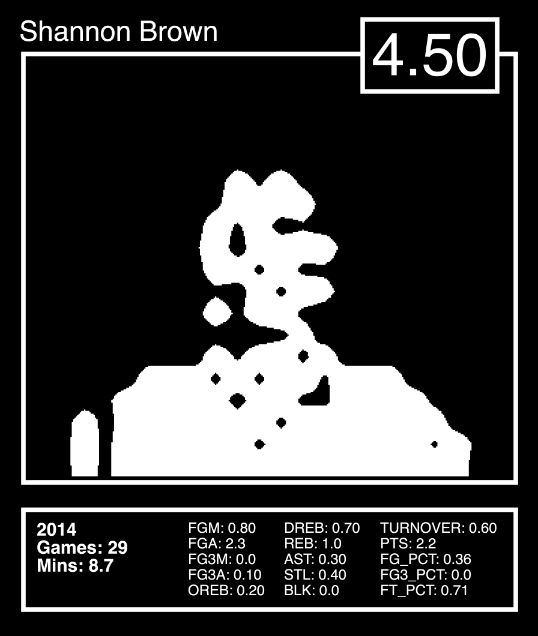 Shannon Brown
4.50
2014
Games: 29
Mins: 8.7
FGM: 0.80
FGA: 2.3
FG3M: 0.0
FG3A: 0.10
OREB: 0.20
DREB: 0.70
REB: 1.0
AST: 0.30
STL: 0.40
BLK: 0.0
TURNOVER: 0.60
PTS: 2.2
FG_PCT: 0.36
FG3_PCT: 0.0
FT_PCT: 0.71